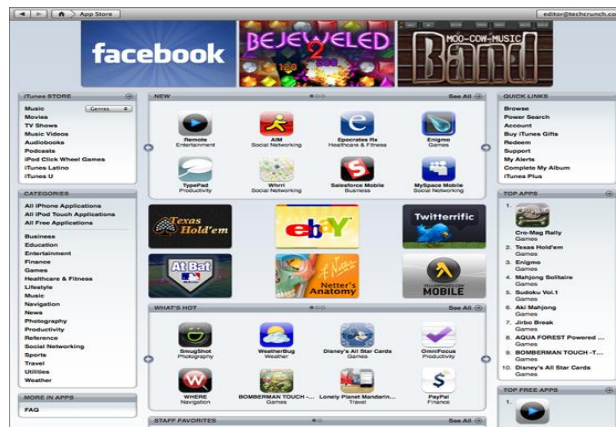 App Store
editor@techcrunch.co
facebook
BEJEWELED
2
MOO-COW-MUSIC
Band
iTunes STORE
Music
Genres
Movies
TV Shows
Music Videos
Audiobooks
Podcasts
iPod Click Wheel Games
iTunes Latino
iTunes U
CATEGORIES
All iPhone Applications
All iPod Touch Applications
All Free Applications
Business
Education
Entertainment
Finance
Games
Healthcare & Fitness
Lifestyle
Music
Navigation
News
Photography
Productivity
Reference
Social Networking
Sports
Travel
Utilities
Weather
MORE IN APPS
FAQ
NEW
See All
Remote
Entertainment
AIM
Social Networking
Epocrates Rx
Healthcare & Fitness
Enigmo
Games
TypePad
Productivity
Whrrl
Social Networking
Salesforce Mobile
Business
MySpace Mobile
Social Networking
Texas
Hold'em
ebay
Twitterrific
At Bat
Netter's
Anatomy
MOBILE
WHAT'S HOT
See All
SmugShot
Photography
WeatherBug
Weather
Disney's All Star Cards
Games
OmniFocus
Productivity
WHERE
Navigation
BOMBERMAN TOUCH -...
Games
Lonely Planet Mandarin...
Travel
PayPal
Finance
STAFF FAVORITES
See All
QUICK LINKS
Browse
Power Search
Account
Buy iTunes Gifts
Redeem
Support
My Alerts
Complete My Album
iTunes Plus
TOP APPS
1.
Cro-Mag Rally
Games
2. Texas Hold'em
Games
3. Enigmo
Games
4. Mahjong Solitaire
Games
5. Sudoku Vol.1
Games
6. Aki Mahjong
Games
7. Jirbo Break
Games
8. AQUA FOREST Powered ...
Games
9. BOMBERMAN TOUCH -T...
Games
10. Disney's All Star Cards
Games
TOP FREE APPS
1.